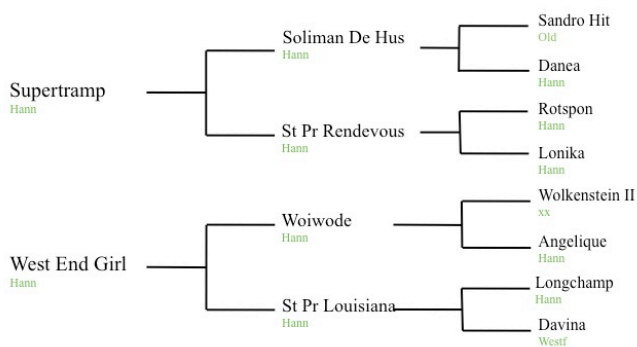 Sandro Hit
Old
Soliman De Hus
Hann
Danea
Hann
Supertramp
Hann
Rotspon
Hann
St Pr Rendevous
Hann
Lonika
Hann
Wolkenstein II
xx
Woiwode
Hann
Angelique
Hann
West End Girl
Hann
Longchamp
Hann
St Pr Louisiana
Hann
Davina
Westf